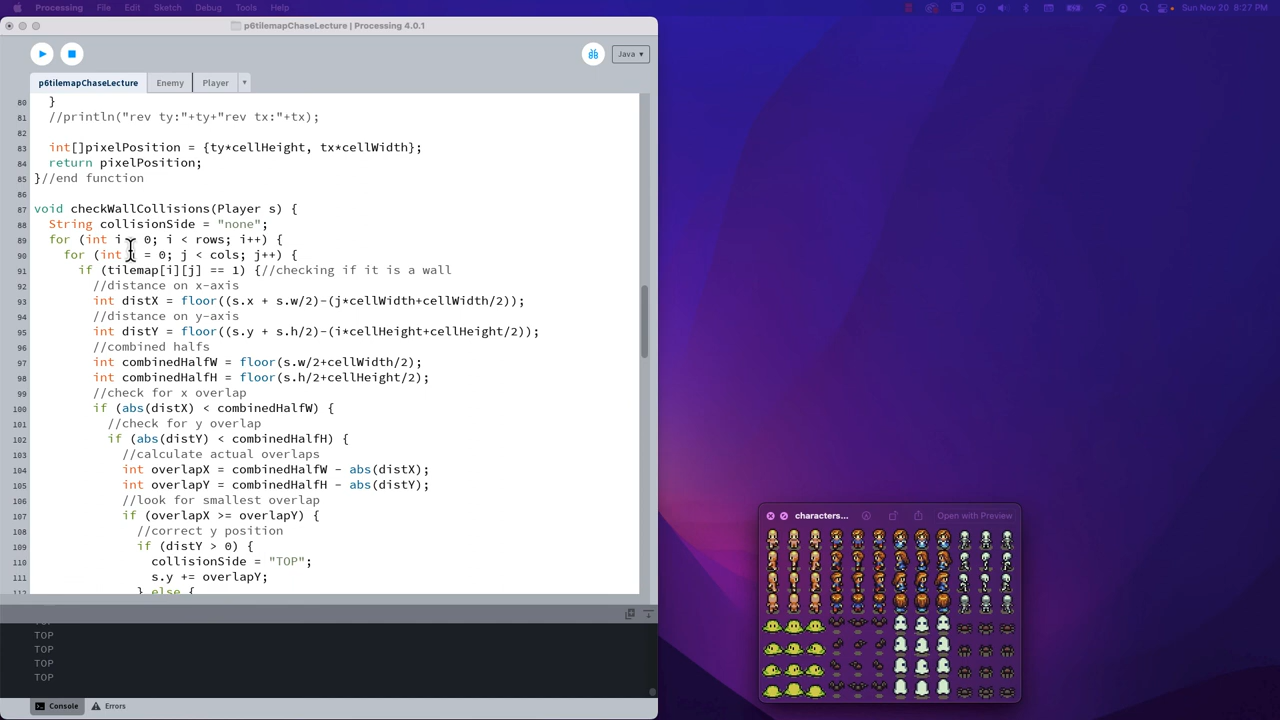 Processing File Edit Sketch Debug Tools Help
Sun Nov 20 8:27 PM
p6tilemapChaseLecture | Processing 4.0.1
Java ▾
p6tilemapChaseLecture Enemy Player ▾
80 }
81 //println("rev ty:"+ty+"rev tx:"+tx);
82
83 int[]pixelPosition = {ty*cellHeight, tx*cellWidth};
84 return pixelPosition;
85 }//end function
86
87 void checkWallCollisions(Player s) {
88 String collisionSide = "none";
89 for (int i = 0; i < rows; i++) {
90 for (int j = 0; j < cols; j++) {
91 if (tilemap[i][j] == 1) {//checking if it is a wall
92 //distance on x-axis
93 int distX = floor((s.x + s.w/2)-(j*cellWidth+cellWidth/2));
94 //distance on y-axis
95 int distY = floor((s.y + s.h/2)-(i*cellHeight+cellHeight/2));
96 //combined halfs
97 int combinedHalfW = floor(s.w/2+cellWidth/2);
98 int combinedHalfH = floor(s.h/2+cellHeight/2);
99 //check for x overlap
100 if (abs(distX) < combinedHalfW) {
101 //check for y overlap
102 if (abs(distY) < combinedHalfH) {
103 //calculate actual overlaps
104 int overlapX = combinedHalfW - abs(distX);
105 int overlapY = combinedHalfH - abs(distY);
106 //look for smallest overlap
107 if (overlapX >= overlapY) {
108 //correct y position
109 if (distY > 0) {
110 collisionSide = "TOP";
111 s.y += overlapY;
112 } else {
characters... Open with Preview
TOP
TOP
TOP
TOP
TOP
Console Errors